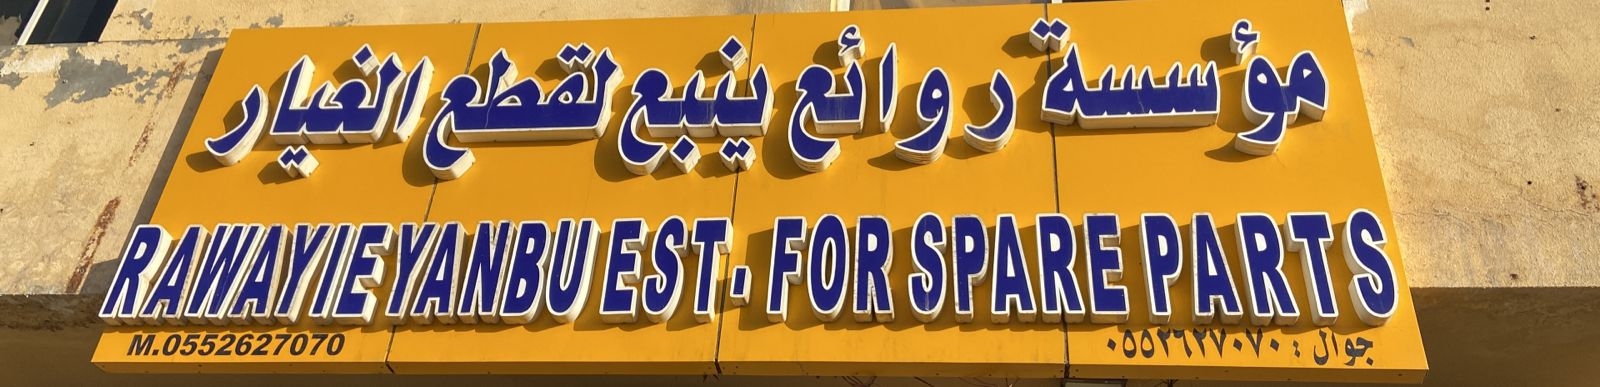 مؤسسة روائع ينبع لقطع الغيار
RAWAYIE YANBU EST. FOR SPARE PARTS
M.0552627070
جوال : ٠٥٥٢٦٢٧٠٧٠